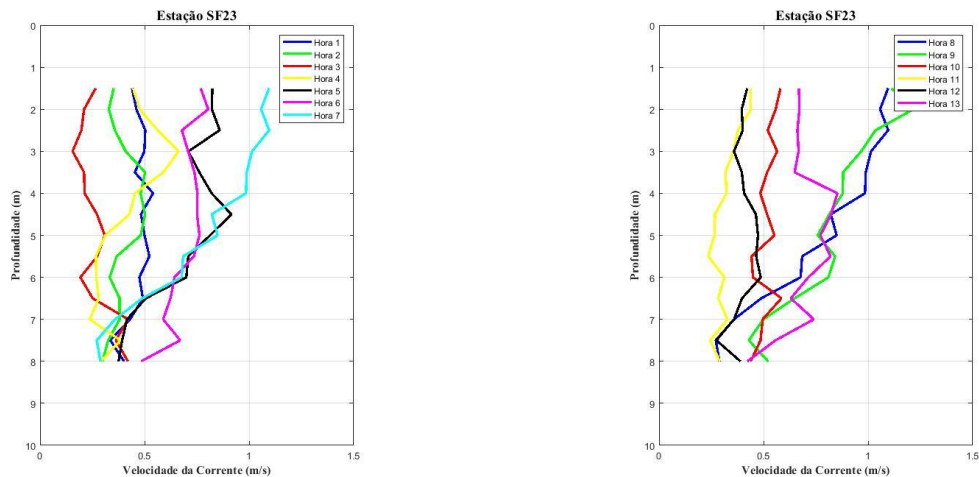 Estação SF23
0
1
2
3
4
5
6
7
8
9
10
Profundidade (m)
Hora 1
Hora 2
Hora 3
Hora 4
Hora 5
Hora 6
Hora 7
0 0.5 1 1.5
Velocidade da Corrente (m/s)
Estação SF23
0
1
2
3
4
5
6
7
8
9
10
Profundidade (m)
Hora 8
Hora 9
Hora 10
Hora 11
Hora 12
Hora 13
0 0.5 1 1.5
Velocidade da Corrente (m/s)